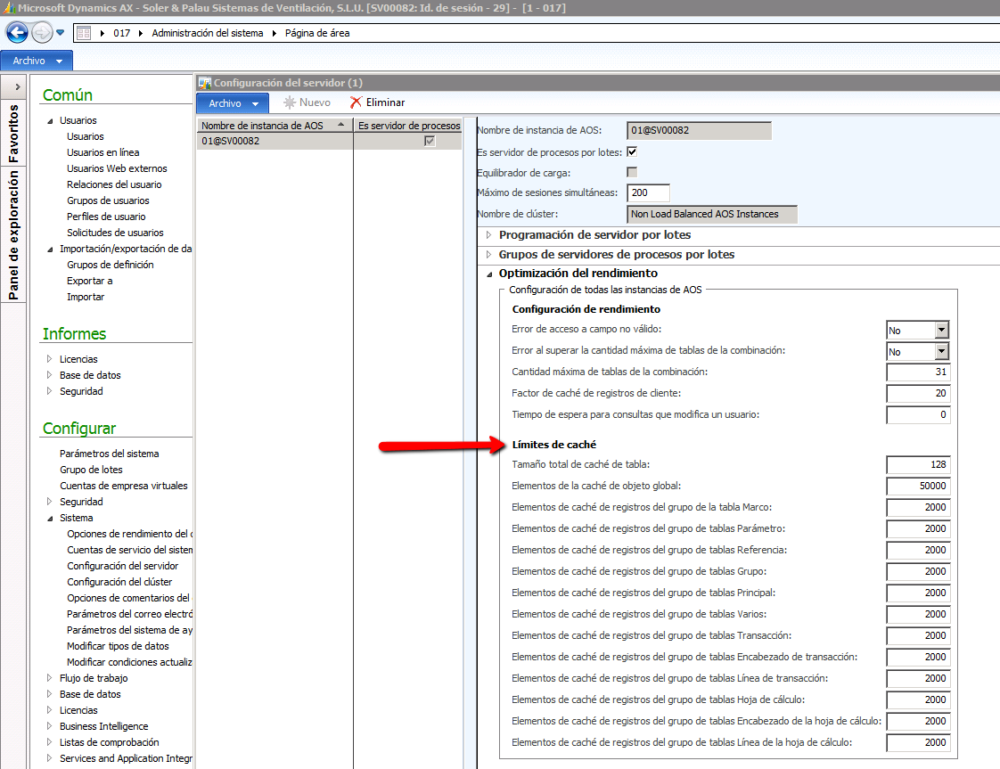 Microsoft Dynamics AX - Soler & Palau Sistemas de Ventilación, S.L.U. [SV00082: Id. de sesión - 29] - [1 - 017]
017 Administración del sistema Página de área
Archivo
Favoritos
Panel de exploración
Común
Usuarios
Usuarios
Usuarios en línea
Usuarios Web externos
Relaciones del usuario
Grupos de usuarios
Perfiles de usuario
Solicitudes de usuarios
Importación/exportación de da
Grupos de definición
Exportar a
Importar
Informes
Licencias
Base de datos
Seguridad
Configurar
Parámetros del sistema
Grupo de lotes
Cuentas de empresa virtuales
Seguridad
Sistema
Opciones de rendimiento del c
Cuentas de servicio del sistem
Configuración del servidor
Configuración del clúster
Opciones de comentarios del
Parámetros del correo electró
Parámetros del sistema de ay
Modificar tipos de datos
Modificar condiciones actualiz
Flujo de trabajo
Base de datos
Licencias
Business Intelligence
Listas de comprobación
Services and Application Integr
Configuración del servidor (1)
Archivo Nuevo Eliminar
Nombre de instancia de AOS Es servidor de procesos
01@SV00082
Nombre de instancia de AOS: 01@SV00082
Es servidor de procesos por lotes:
Equilibrador de carga:
Máximo de sesiones simultáneas: 200
Nombre de clúster: Non Load Balanced AOS Instances
Programación de servidor por lotes
Grupos de servidores de procesos por lotes
Optimización del rendimiento
Configuración de todas las instancias de AOS
Configuración de rendimiento
Error de acceso a campo no válido: No
Error al superar la cantidad máxima de tablas de la combinación: No
Cantidad máxima de tablas de la combinación: 31
Factor de caché de registros de cliente: 20
Tiempo de espera para consultas que modifica un usuario: 0
Límites de caché
Tamaño total de caché de tabla: 128
Elementos de la caché de objeto global: 50000
Elementos de caché de registros del grupo de la tabla Marco: 2000
Elementos de caché de registros del grupo de tablas Parámetro: 2000
Elementos de caché de registros del grupo de tablas Referencia: 2000
Elementos de caché de registros del grupo de tablas Grupo: 2000
Elementos de caché de registros del grupo de tablas Principal: 2000
Elementos de caché de registros del grupo de tablas Varios: 2000
Elementos de caché de registros del grupo de tablas Transacción: 2000
Elementos de caché de registros del grupo de tablas Encabezado de transacción: 2000
Elementos de caché de registros del grupo de tablas Línea de transacción: 2000
Elementos de caché de registros del grupo de tablas Hoja de cálculo: 2000
Elementos de caché de registros del grupo de tablas Encabezado de la hoja de cálculo: 2000
Elementos de caché de registros del grupo de tablas Línea de la hoja de cálculo: 2000